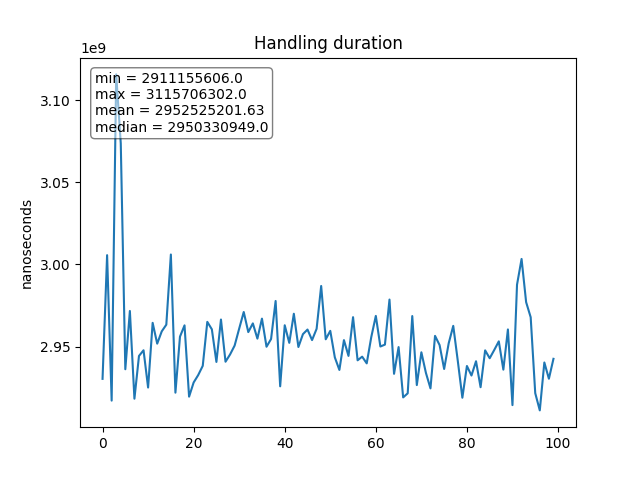 Handling duration
1e9
min = 2911155606.0
max = 3115706302.0
mean = 2952525201.63
median = 2950330949.0
3.10
3.05
3.00
2.95
nanoseconds
0 20 40 60 80 100